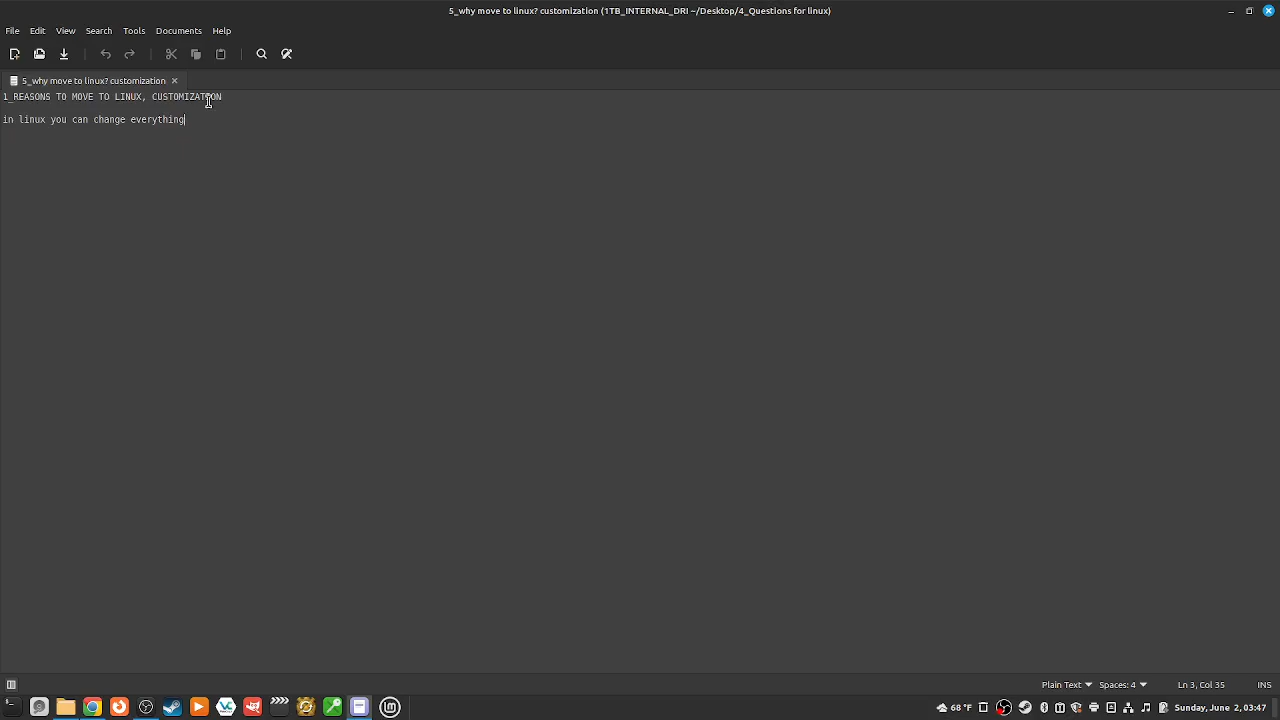 5_why move to linux? customization (1TB_INTERNAL_DRI ~/Desktop/4_Questions for linux)
File Edit View Search Tools Documents Help
5_why move to linux? customization
1_REASONS TO MOVE TO LINUX, CUSTOMIZATION
in linux you can change everything
Plain Text Spaces: 4 Ln 3, Col 35 INS
68 °F Sunday, June 2, 03:47